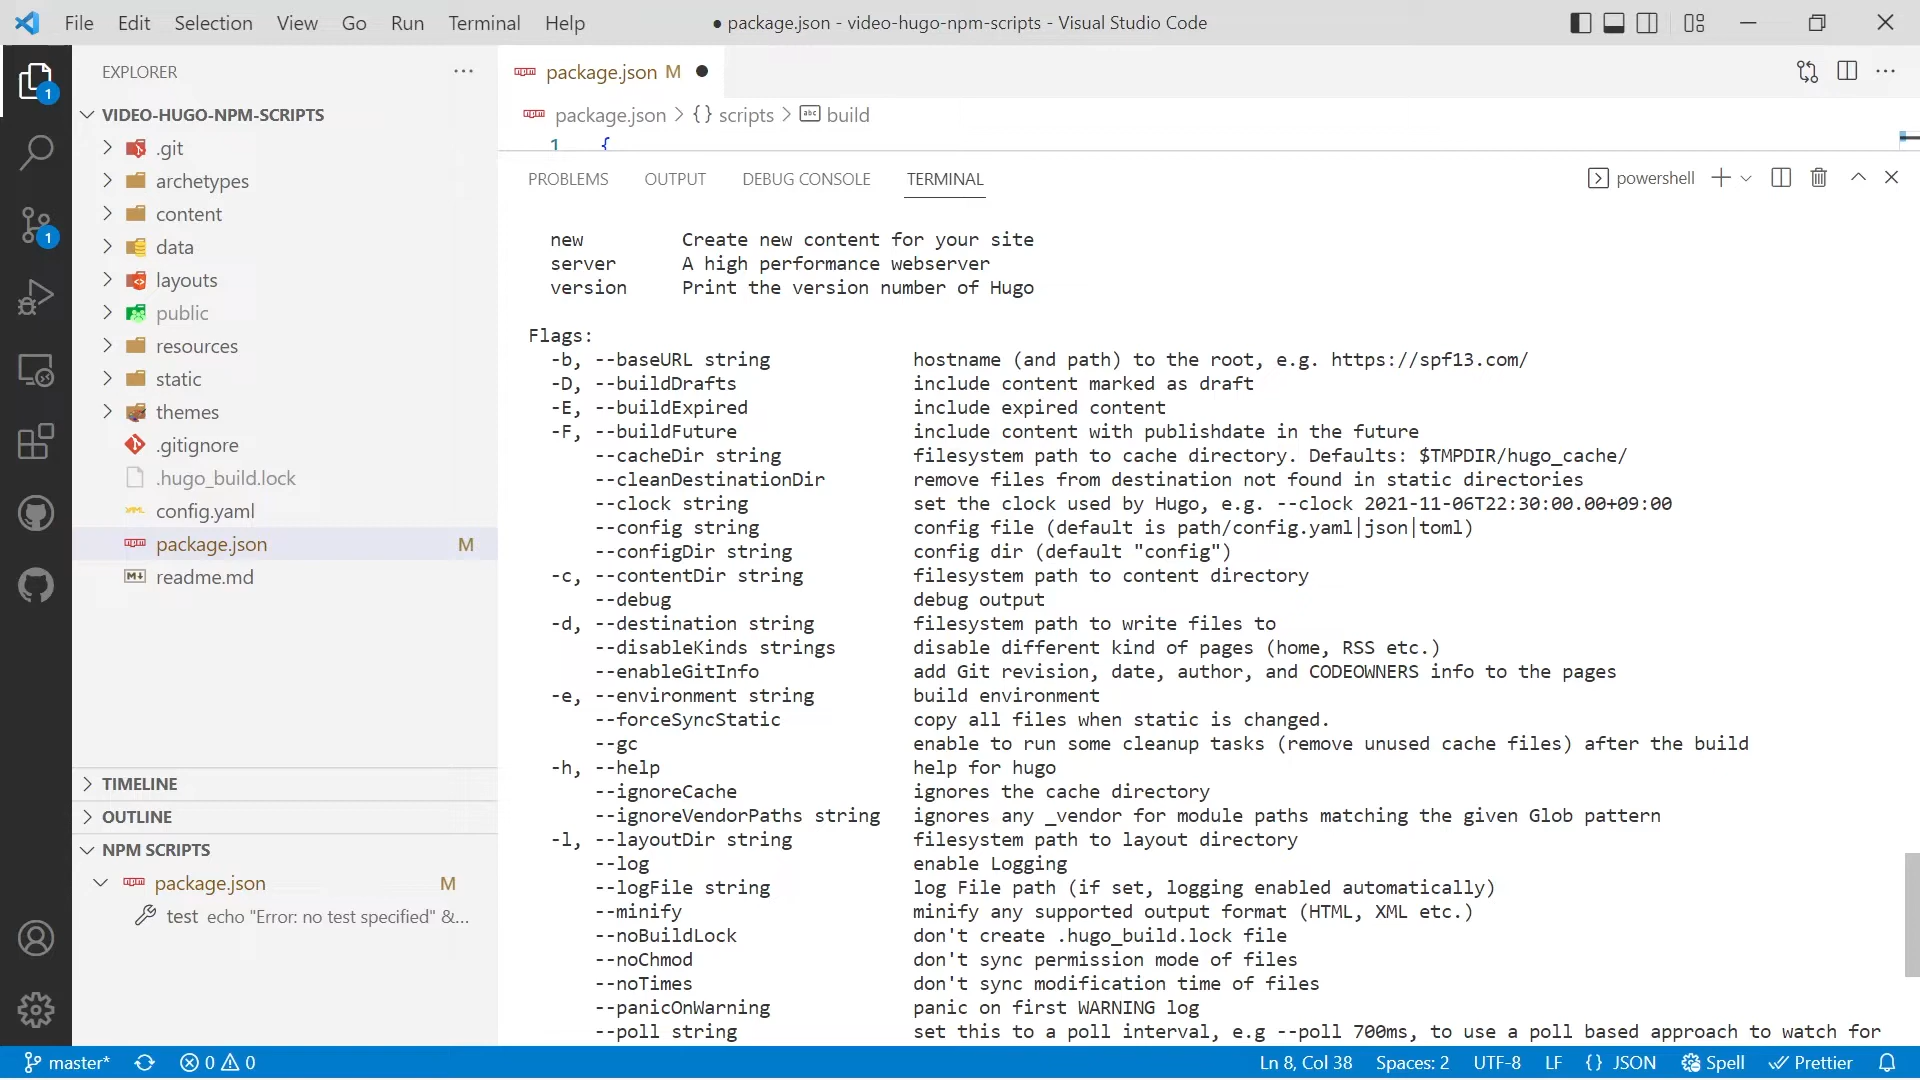 File Edit Selection View Go Run Terminal Help
● package.json - video-hugo-npm-scripts - Visual Studio Code
EXPLORER
VIDEO-HUGO-NPM-SCRIPTS
.git
archetypes
content
data
layouts
public
resources
static
themes
.gitignore
.hugo_build.lock
config.yaml
package.json M
readme.md
TIMELINE
OUTLINE
NPM SCRIPTS
package.json M
test echo "Error: no test specified" &...
1
1
package.json M
package.json > {} scripts > abc build
1 {
PROBLEMS OUTPUT DEBUG CONSOLE TERMINAL
powershell
new Create new content for your site
server A high performance webserver
version Print the version number of Hugo
Flags:
-b, --baseURL string hostname (and path) to the root, e.g. https://spf13.com/
-D, --buildDrafts include content marked as draft
-E, --buildExpired include expired content
-F, --buildFuture include content with publishdate in the future
--cacheDir string filesystem path to cache directory. Defaults: $TMPDIR/hugo_cache/
--cleanDestinationDir remove files from destination not found in static directories
--clock string set the clock used by Hugo, e.g. --clock 2021-11-06T22:30:00.00+09:00
--config string config file (default is path/config.yaml|json|toml)
--configDir string config dir (default "config")
-c, --contentDir string filesystem path to content directory
--debug debug output
-d, --destination string filesystem path to write files to
--disableKinds strings disable different kind of pages (home, RSS etc.)
--enableGitInfo add Git revision, date, author, and CODEOWNERS info to the pages
-e, --environment string build environment
--forceSyncStatic copy all files when static is changed.
--gc enable to run some cleanup tasks (remove unused cache files) after the build
-h, --help help for hugo
--ignoreCache ignores the cache directory
--ignoreVendorPaths string ignores any _vendor for module paths matching the given Glob pattern
-l, --layoutDir string filesystem path to layout directory
--log enable Logging
--logFile string log File path (if set, logging enabled automatically)
--minify minify any supported output format (HTML, XML etc.)
--noBuildLock don't create .hugo_build.lock file
--noChmod don't sync permission mode of files
--noTimes don't sync modification time of files
--panicOnWarning panic on first WARNING log
--poll string set this to a poll interval, e.g --poll 700ms, to use a poll based approach to watch for
master* 0 0
Ln 8, Col 38 Spaces: 2 UTF-8 LF {} JSON Spell Prettier